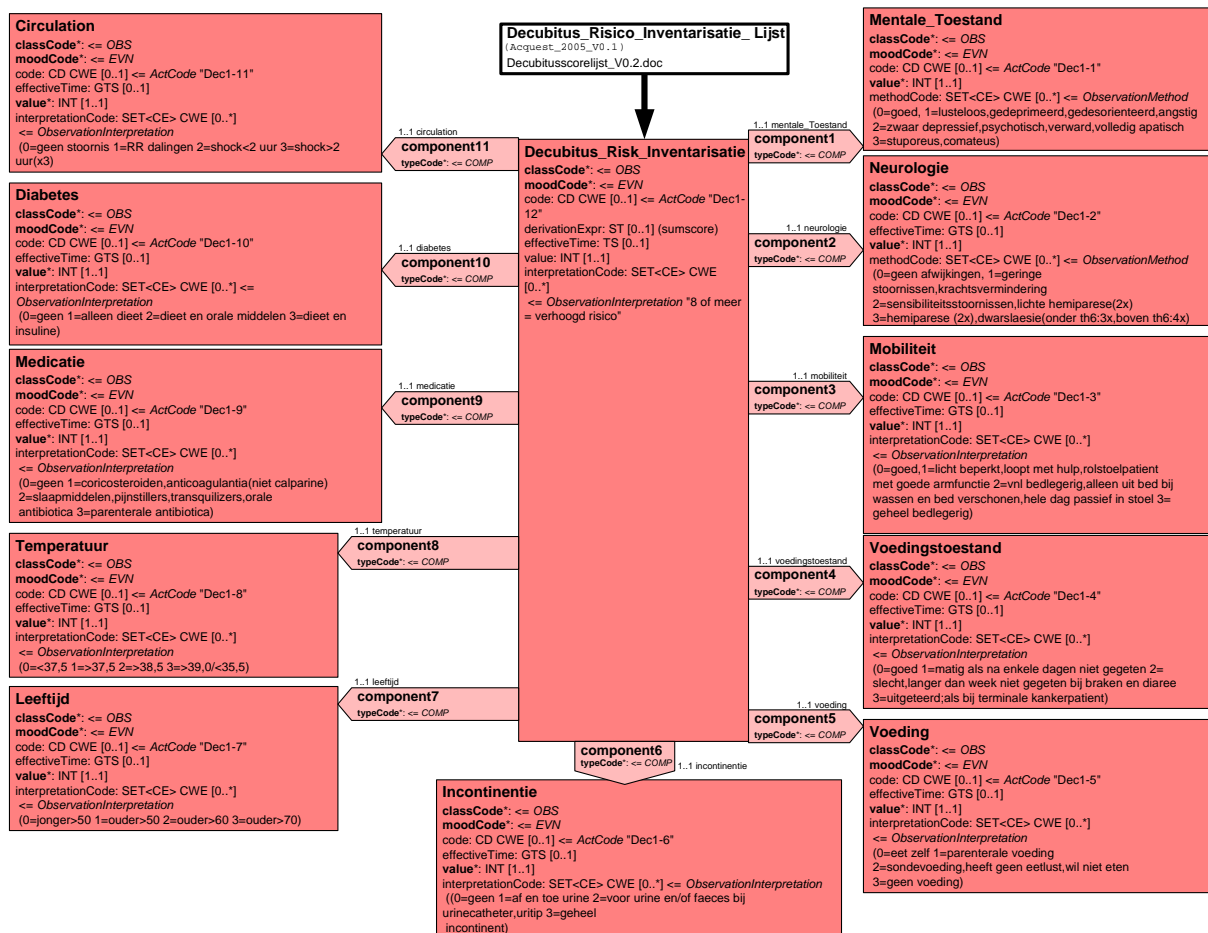 Decubitus_Risico_Inventarisatie_ Lijst
(Acquest_2005_V0.1)
Decubitusscorelijst_V0.2.doc
Circulation
classCode*: <= OBS
moodCode*: <= EVN
code: CD CWE [0..1] <= ActCode "Dec1-11"
effectiveTime: GTS [0..1]
value*: INT [1..1]
interpretationCode: SET<CE> CWE [0..*]
<= ObservationInterpretation
(0=geen stoornis 1=RR dalingen 2=shock<2 uur 3=shock>2
uur(x3)
1..1 circulation
component11
typeCode*: <= COMP
Diabetes
classCode*: <= OBS
moodCode*: <= EVN
code: CD CWE [0..1] <= ActCode "Dec1-10"
effectiveTime: GTS [0..1]
value*: INT [1..1]
interpretationCode: SET<CE> CWE [0..*] <=
ObservationInterpretation
(0=geen 1=alleen dieet 2=dieet en orale middelen 3=dieet en
insuline)
1..1 diabetes
component10
typeCode*: <= COMP
Medicatie
classCode*: <= OBS
moodCode*: <= EVN
code: CD CWE [0..1] <= ActCode "Dec1-9"
effectiveTime: GTS [0..1]
value*: INT [1..1]
interpretationCode: SET<CE> CWE [0..*]
<= ObservationInterpretation
(0=geen 1=coricosteroiden,anticoagulantia(niet calparine)
2=slaapmiddelen,pijnstillers,transquilizers,orale
antibiotica 3=parenterale antibiotica)
1..1 medicatie
component9
typeCode*: <= COMP
Temperatuur
classCode*: <= OBS
moodCode*: <= EVN
code: CD CWE [0..1] <= ActCode "Dec1-8"
effectiveTime: GTS [0..1]
value*: INT [1..1]
interpretationCode: SET<CE> CWE [0..*]
<= ObservationInterpretation
(0=<37,5 1=>37,5 2=>38,5 3=>39,0/<35,5)
1..1 temperatuur
component8
typeCode*: <= COMP
Leeftijd
classCode*: <= OBS
moodCode*: <= EVN
code: CD CWE [0..1] <= ActCode "Dec1-7"
effectiveTime: GTS [0..1]
value*: INT [1..1]
interpretationCode: SET<CE> CWE [0..*]
<= ObservationInterpretation
(0=jonger>50 1=ouder>50 2=ouder>60 3=ouder>70)
1..1 leeftijd
component7
typeCode*: <= COMP
Decubitus_Risk_Inventarisatie
classCode*: <= OBS
moodCode*: <= EVN
code: CD CWE [0..1] <= ActCode "Dec1-
12"
derivationExpr: ST [0..1] (sumscore)
effectiveTime: TS [0..1]
value: INT [1..1]
interpretationCode: SET<CE> CWE
[0..*]
<= ObservationInterpretation "8 of meer
= verhoogd risico"
component6
typeCode*: <= COMP
1..1 incontinentie
Incontinentie
classCode*: <= OBS
moodCode*: <= EVN
code: CD CWE [0..1] <= ActCode "Dec1-6"
effectiveTime: GTS [0..1]
value*: INT [1..1]
interpretationCode: SET<CE> CWE [0..*] <= ObservationInterpretation
((0=geen 1=af en toe urine 2=voor urine en/of faeces bij
urinecatheter,uritip 3=geheel
incontinent)
1..1 mentale_Toestand
component1
typeCode*: <= COMP
Mentale_Toestand
classCode*: <= OBS
moodCode*: <= EVN
code: CD CWE [0..1] <= ActCode "Dec1-1"
effectiveTime: GTS [0..1]
value*: INT [1..1]
methodCode: SET<CE> CWE [0..*] <= ObservationMethod
(0=goed, 1=lusteloos,gedeprimeerd,gedesorienteerd,angstig
2=zwaar depressief,psychotisch,verward,volledig apatisch
3=stuporeus,comateus)
1..1 neurologie
component2
typeCode*: <= COMP
Neurologie
classCode*: <= OBS
moodCode*: <= EVN
code: CD CWE [0..1] <= ActCode "Dec1-2"
effectiveTime: GTS [0..1]
value*: INT [1..1]
methodCode: SET<CE> CWE [0..*] <= ObservationMethod
(0=geen afwijkingen, 1=geringe
stoornissen,krachtsvermindering
2=sensibiliteitsstoornissen,lichte hemiparese(2x)
3=hemiparese (2x),dwarslaesie(onder th6:3x,boven th6:4x)
1..1 mobiliteit
component3
typeCode*: <= COMP
Mobiliteit
classCode*: <= OBS
moodCode*: <= EVN
code: CD CWE [0..1] <= ActCode "Dec1-3"
effectiveTime: GTS [0..1]
value*: INT [1..1]
interpretationCode: SET<CE> CWE [0..*]
<= ObservationInterpretation
(0=goed,1=licht beperkt,loopt met hulp,rolstoelpatient
met goede armfunctie 2=vnl bedlegerig,alleen uit bed bij
wassen en bed verschonen,hele dag passief in stoel 3=
geheel bedlegerig)
1..1 voedingstoestand
component4
typeCode*: <= COMP
Voedingstoestand
classCode*: <= OBS
moodCode*: <= EVN
code: CD CWE [0..1] <= ActCode "Dec1-4"
effectiveTime: GTS [0..1]
value*: INT [1..1]
interpretationCode: SET<CE> CWE [0..*]
<= ObservationInterpretation
(0=goed 1=matig als na enkele dagen niet gegeten 2=
slecht,langer dan week niet gegeten bij braken en diaree
3=uitgeteerd;als bij terminale kankerpatient)
1..1 voeding
component5
typeCode*: <= COMP
Voeding
classCode*: <= OBS
moodCode*: <= EVN
code: CD CWE [0..1] <= ActCode "Dec1-5"
effectiveTime: GTS [0..1]
value*: INT [1..1]
interpretationCode: SET<CE> CWE [0..*]
<= ObservationInterpretation
(0=eet zelf 1=parenterale voeding
2=sondevoeding,heeft geen eetlust,wil niet eten
3=geen voeding)